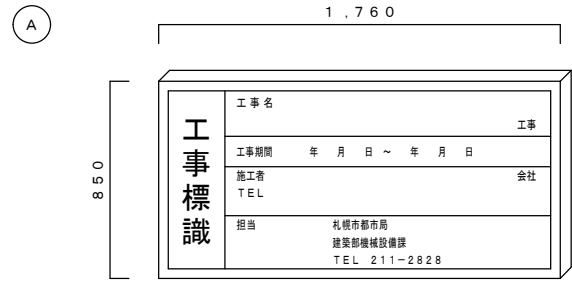 A
1,760
850
工事標識
工事名
工事
工事期間 年 月 日 ～ 年 月 日
施工者 会社
TEL
担当 札幌市都市局
建築部機械設備課
TEL 211－2828